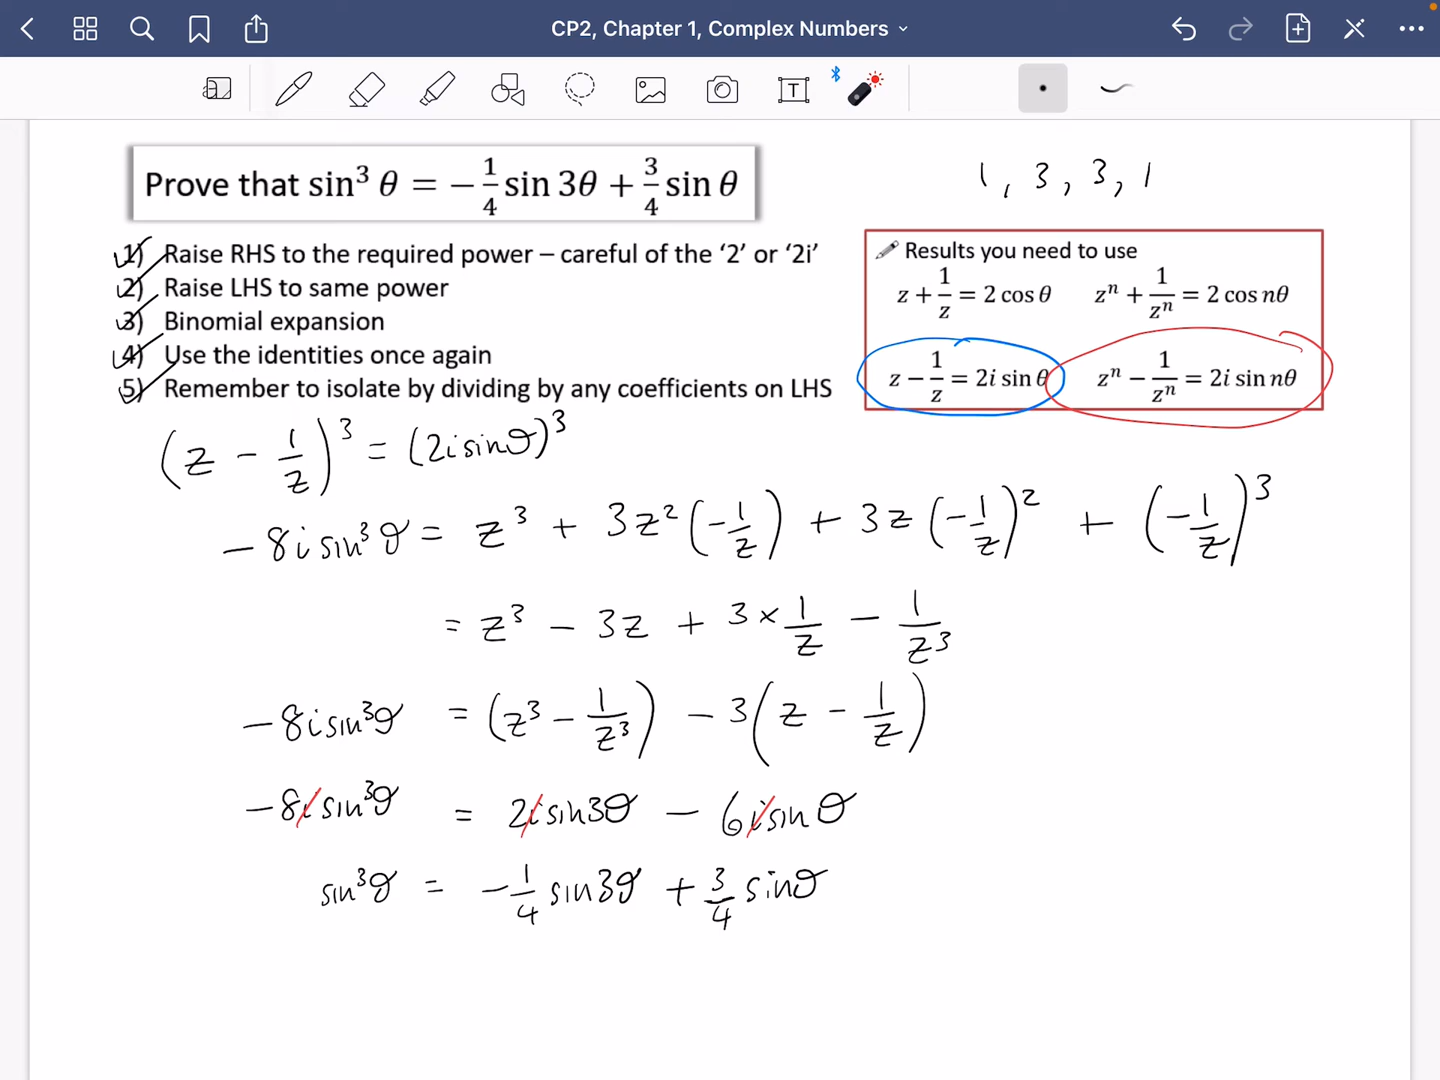 CP2, Chapter 1, Complex Numbers
Prove that sin³ θ = −1/4 sin 3θ + 3/4 sin θ
1, 3, 3, 1
1) Raise RHS to the required power – careful of the ‘2’ or ‘2i’
2) Raise LHS to same power
3) Binomial expansion
4) Use the identities once again
5) Remember to isolate by dividing by any coefficients on LHS
Results you need to use
z + 1/z = 2 cos θ    zⁿ + 1/zⁿ = 2 cos nθ
z − 1/z = 2i sin θ    zⁿ − 1/zⁿ = 2i sin nθ
(z − 1/z)³ = (2i sinθ)³
−8i sin³θ = z³ + 3z²(−1/z) + 3z(−1/z)² + (−1/z)³
= z³ − 3z + 3 × 1/z − 1/z³
−8i sin³θ = (z³ − 1/z³) − 3(z − 1/z)
−8i sin³θ = 2i sin3θ − 6i sinθ
sin³θ = −1/4 sin3θ + 3/4 sinθ